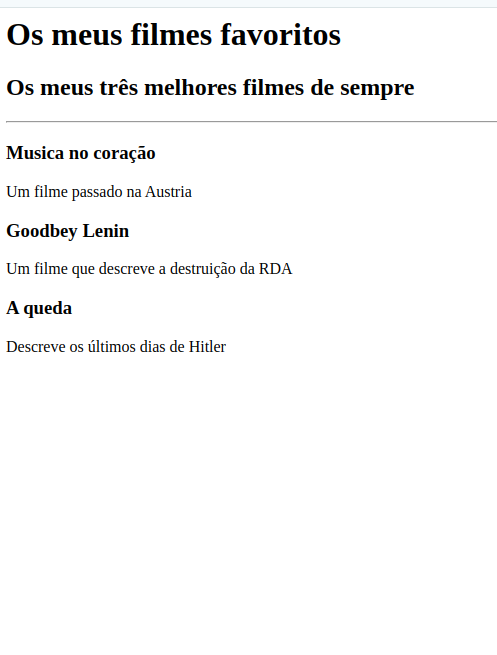 Os meus filmes favoritos
Os meus três melhores filmes de sempre
Musica no coração
Um filme passado na Austria
Goodbey Lenin
Um filme que descreve a destruição da RDA
A queda
Descreve os últimos dias de Hitler